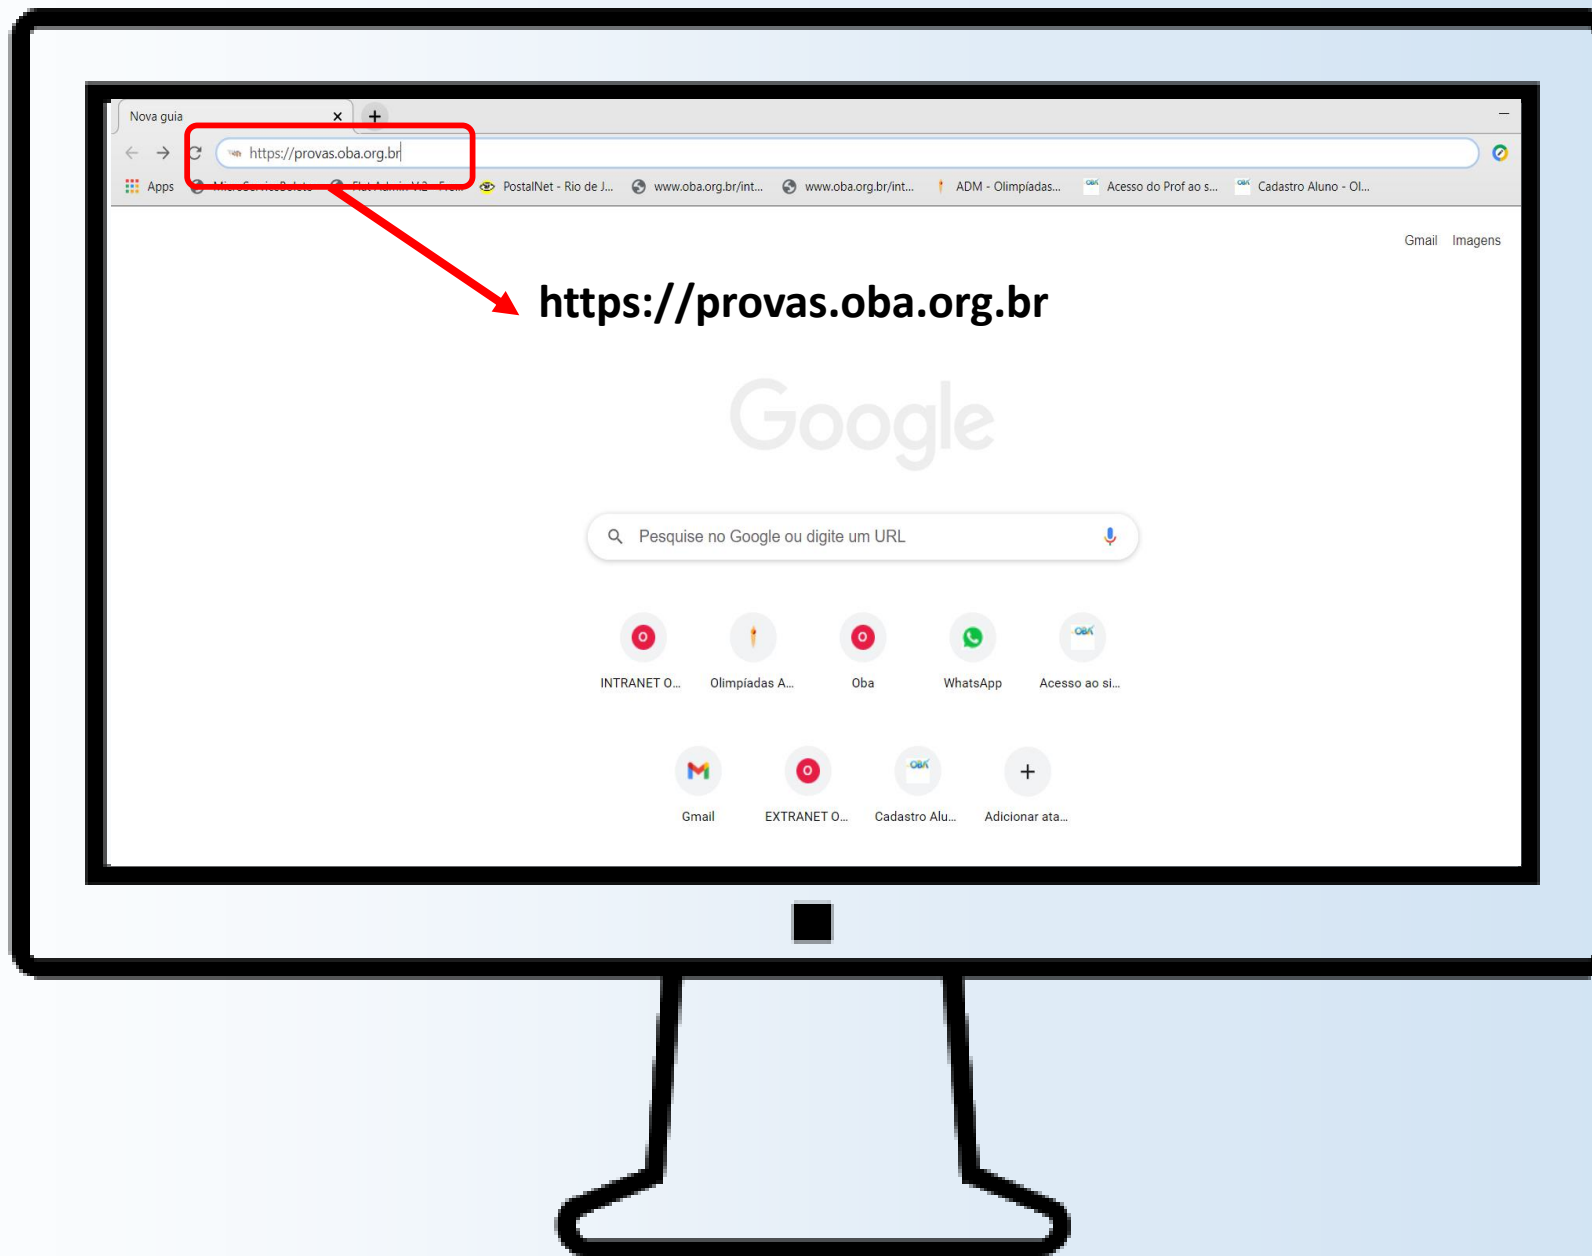 Nova guia
https://provas.oba.org.br
Apps PostalNet - Rio de J... www.oba.org.br/int... www.oba.org.br/int... ADM - Olimpíadas... Acesso do Prof ao s... Cadastro Aluno - Ol...
Gmail Imagens
https://provas.oba.org.br
Google
Pesquise no Google ou digite um URL
INTRANET O... Olimpíadas A... Oba WhatsApp Acesso ao si...
Gmail EXTRANET O... Cadastro Alu... Adicionar ata...